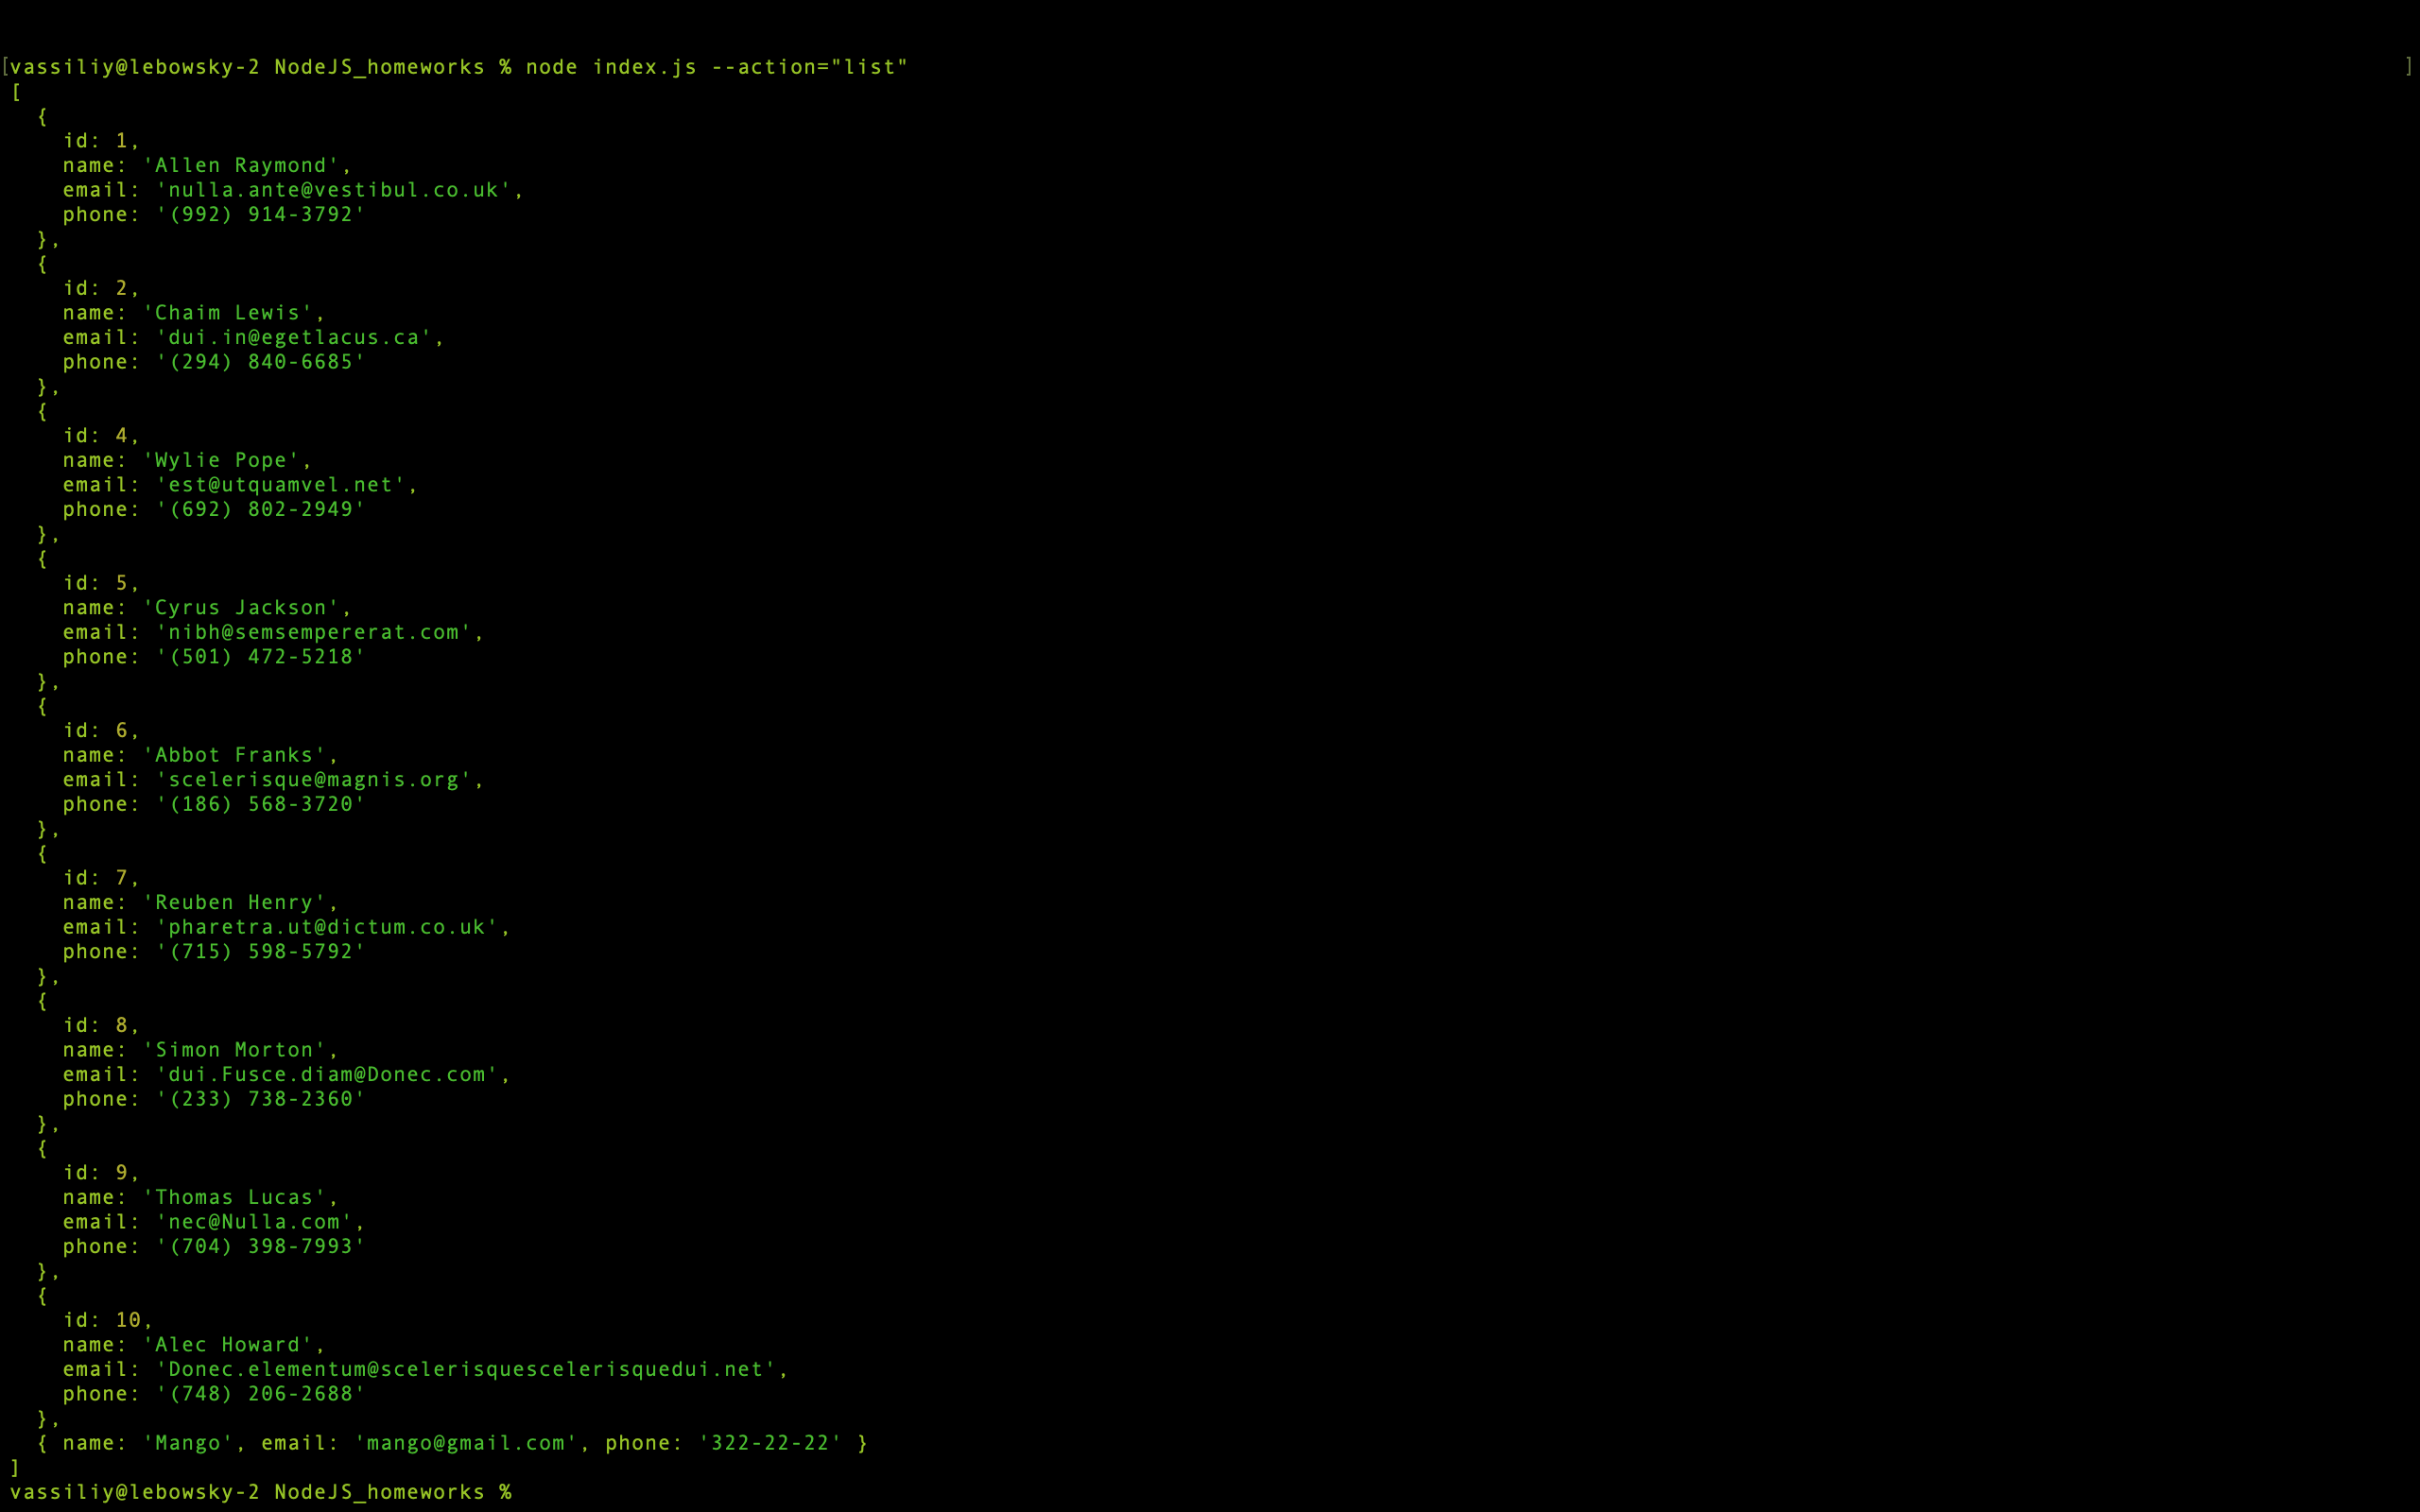 [vassiliy@lebowsky-2 NodeJS_homeworks % node index.js --action="list" ]
[
  {
    id: 1,
    name: 'Allen Raymond',
    email: 'nulla.ante@vestibul.co.uk',
    phone: '(992) 914-3792'
  },
  {
    id: 2,
    name: 'Chaim Lewis',
    email: 'dui.in@egetlacus.ca',
    phone: '(294) 840-6685'
  },
  {
    id: 4,
    name: 'Wylie Pope',
    email: 'est@utquamvel.net',
    phone: '(692) 802-2949'
  },
  {
    id: 5,
    name: 'Cyrus Jackson',
    email: 'nibh@semsempererat.com',
    phone: '(501) 472-5218'
  },
  {
    id: 6,
    name: 'Abbot Franks',
    email: 'scelerisque@magnis.org',
    phone: '(186) 568-3720'
  },
  {
    id: 7,
    name: 'Reuben Henry',
    email: 'pharetra.ut@dictum.co.uk',
    phone: '(715) 598-5792'
  },
  {
    id: 8,
    name: 'Simon Morton',
    email: 'dui.Fusce.diam@Donec.com',
    phone: '(233) 738-2360'
  },
  {
    id: 9,
    name: 'Thomas Lucas',
    email: 'nec@Nulla.com',
    phone: '(704) 398-7993'
  },
  {
    id: 10,
    name: 'Alec Howard',
    email: 'Donec.elementum@scelerisquescelerisquedui.net',
    phone: '(748) 206-2688'
  },
  { name: 'Mango', email: 'mango@gmail.com', phone: '322-22-22' }
]
vassiliy@lebowsky-2 NodeJS_homeworks %